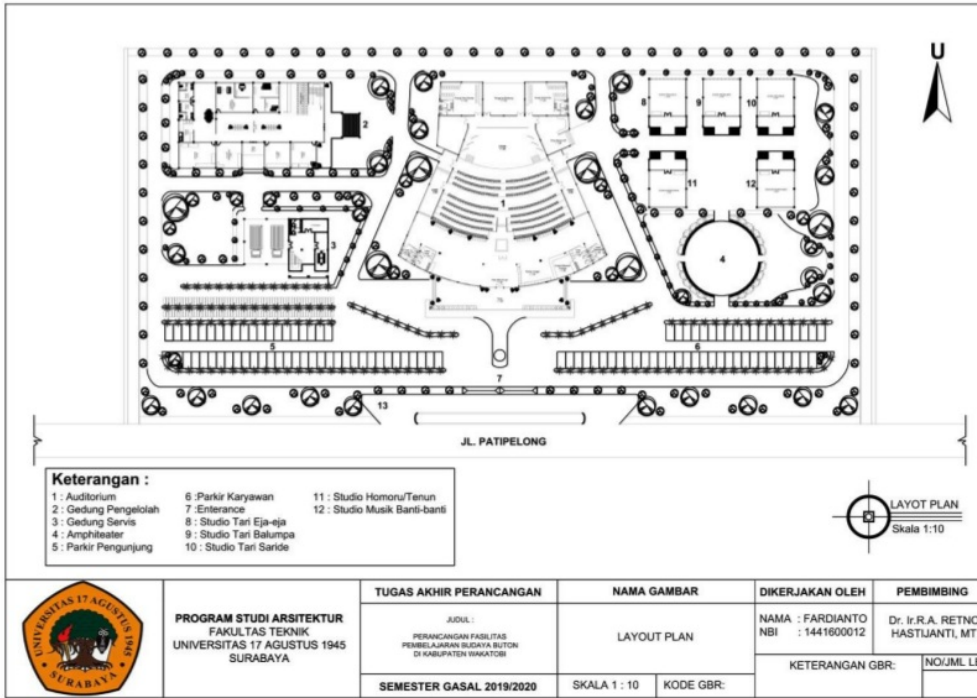 U
2
8
9
10
1
11
12
3
4
5
6
7
13
JL. PATIPELONG
Keterangan :
1 : Auditorium
2 : Gedung Pengelolah
3 : Gedung Servis
4 : Amphiteater
5 : Parkir Pengunjung
6 :Parkir Karyawan
7 :Enterance
8 : Studio Tari Eja-eja
9 : Studio Tari Balumpa
10 : Studio Tari Saride
11 : Studio Homoru/Tenun
12 : Studio Musik Banti-banti
LAYOT PLAN
Skala 1:10
UNIVERSITAS 17 AGUSTUS 1945
SURABAYA
PROGRAM STUDI ARSITEKTUR
FAKULTAS TEKNIK
UNIVERSITAS 17 AGUSTUS 1945
SURABAYA
TUGAS AKHIR PERANCANGAN
JUDUL :
PERANCANGAN FASILITAS
PEMBELAJARAN BUDAYA BUTON
DI KABUPATEN WAKATOBI
SEMESTER GASAL 2019/2020
NAMA GAMBAR
LAYOUT PLAN
SKALA 1 : 10
KODE GBR:
DIKERJAKAN OLEH
NAMA : FARDIANTO
NBI : 1441600012
PEMBIMBING
Dr. Ir.R.A. RETNO
HASTIJANTI, MT
KETERANGAN GBR:
NO/JML